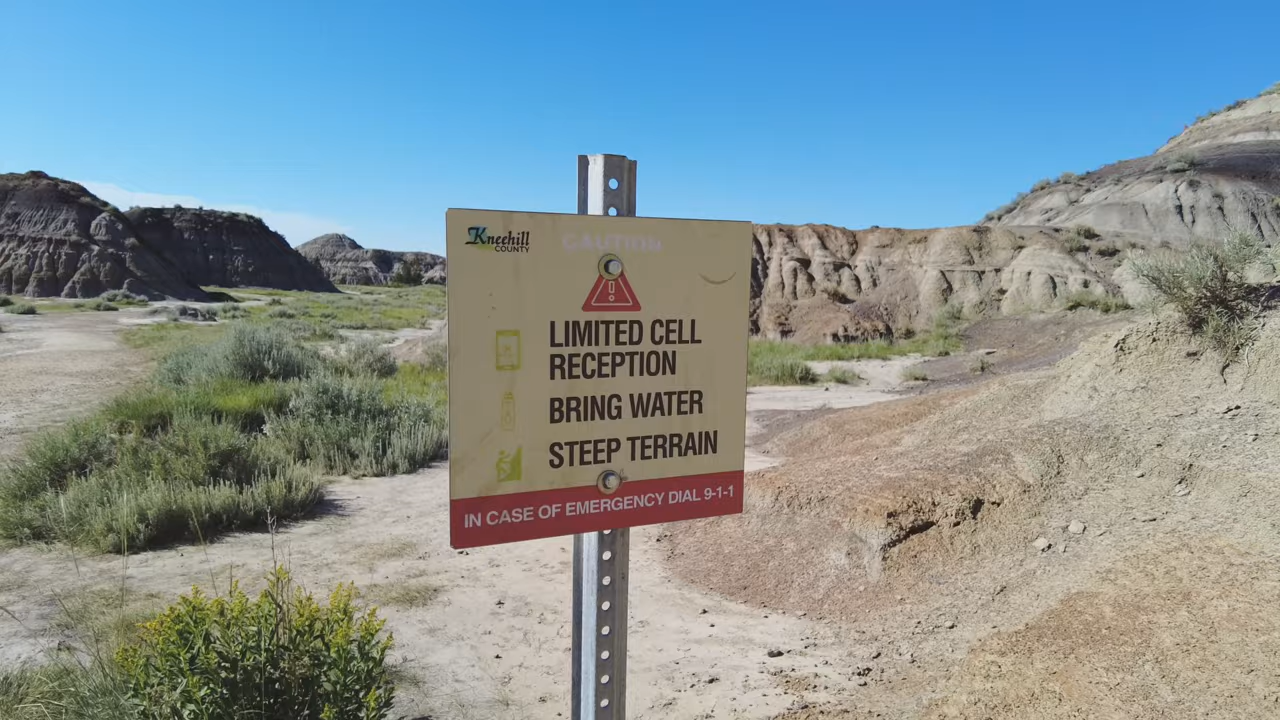 Kneehill
COUNTY
CAUTION
LIMITED CELL
RECEPTION
BRING WATER
STEEP TERRAIN
IN CASE OF EMERGENCY DIAL 9-1-1